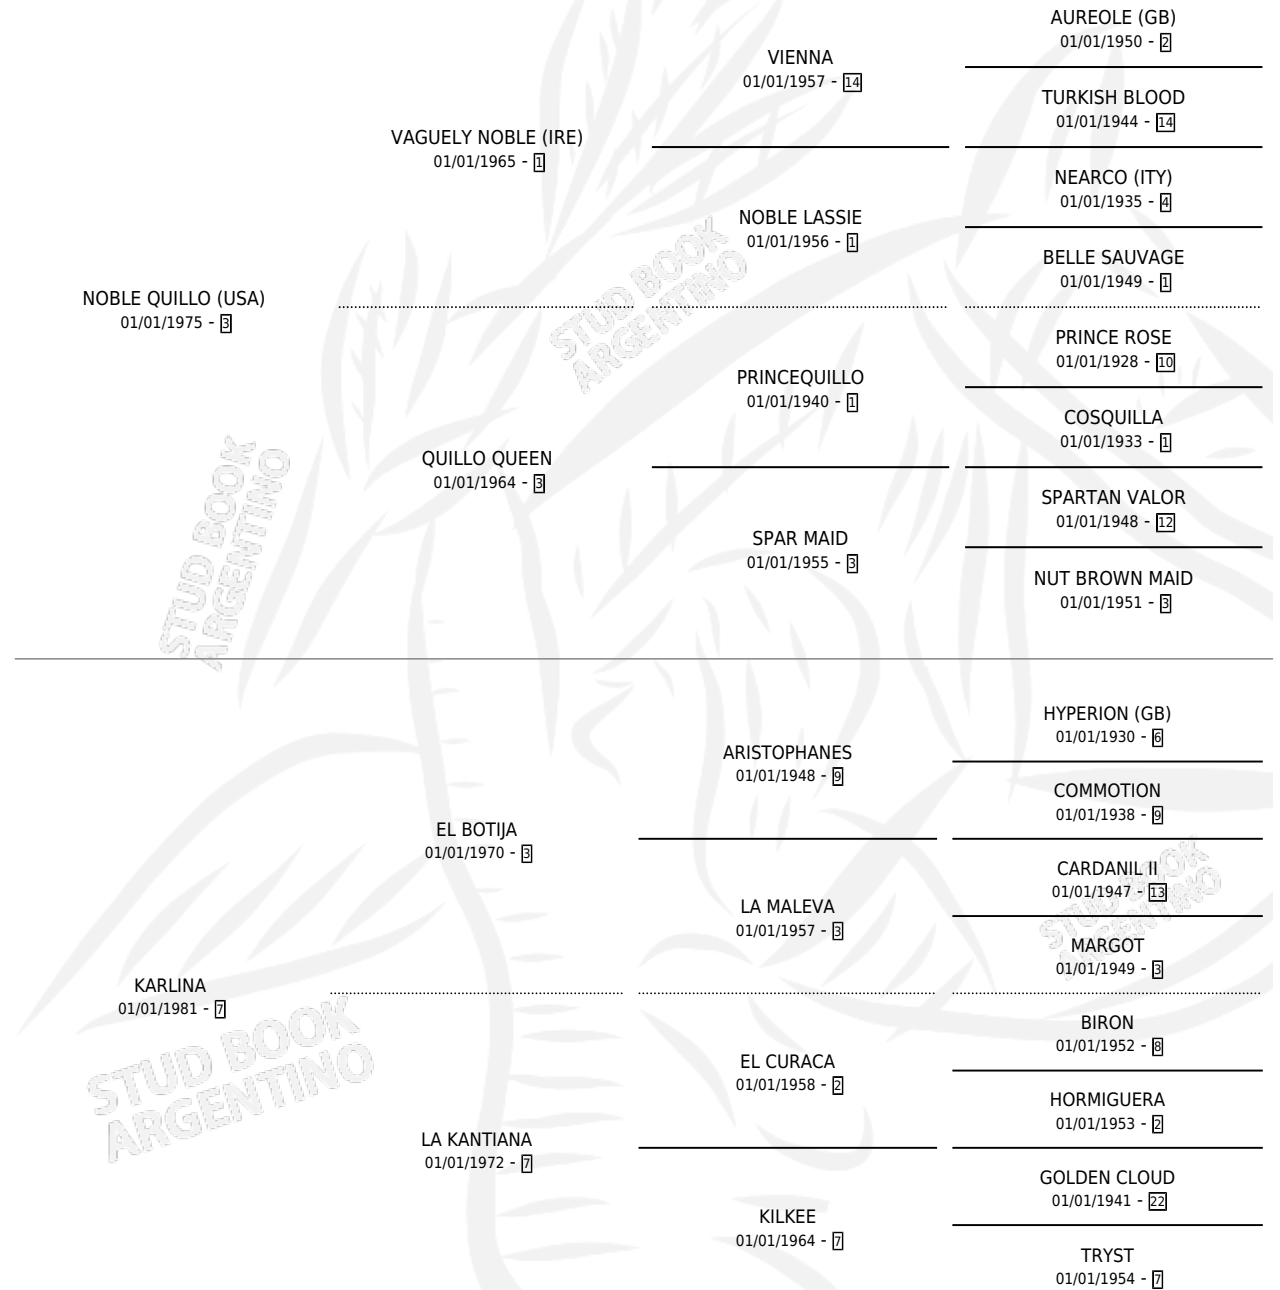 AUREOLE (GB)
01/01/1950 - 2
VIENNA
01/01/1957 - 14
TURKISH BLOOD
01/01/1944 - 14
VAGUELY NOBLE (IRE)
01/01/1965 - 1
NEARCO (ITY)
01/01/1935 - 4
NOBLE LASSIE
01/01/1956 - 1
BELLE SAUVAGE
01/01/1949 - 1
NOBLE QUILLO (USA)
01/01/1975 - 3
PRINCE ROSE
01/01/1928 - 10
PRINCEQUILLO
01/01/1940 - 1
COSQUILLA
01/01/1933 - 1
QUILLO QUEEN
01/01/1964 - 3
SPARTAN VALOR
01/01/1948 - 12
SPAR MAID
01/01/1955 - 3
NUT BROWN MAID
01/01/1951 - 3
HYPERION (GB)
01/01/1930 - 6
ARISTOPHANES
01/01/1948 - 9
COMMOTION
01/01/1938 - 9
EL BOTIJA
01/01/1970 - 3
CARDANIL II
01/01/1947 - 13
LA MALEVA
01/01/1957 - 3
MARGOT
01/01/1949 - 3
KARLINA
01/01/1981 - 7
BIRON
01/01/1952 - 8
EL CURACA
01/01/1958 - 2
HORMIGUERA
01/01/1953 - 2
LA KANTIANA
01/01/1972 - 7
GOLDEN CLOUD
01/01/1941 - 22
KILKEE
01/01/1964 - 7
TRYST
01/01/1954 - 7
STUD BOOK
ARGENTINO
STUD BOOK
ARGENTINO
STUD BOOK
ARGENTINO
STUD BOOK
ARGENTINO